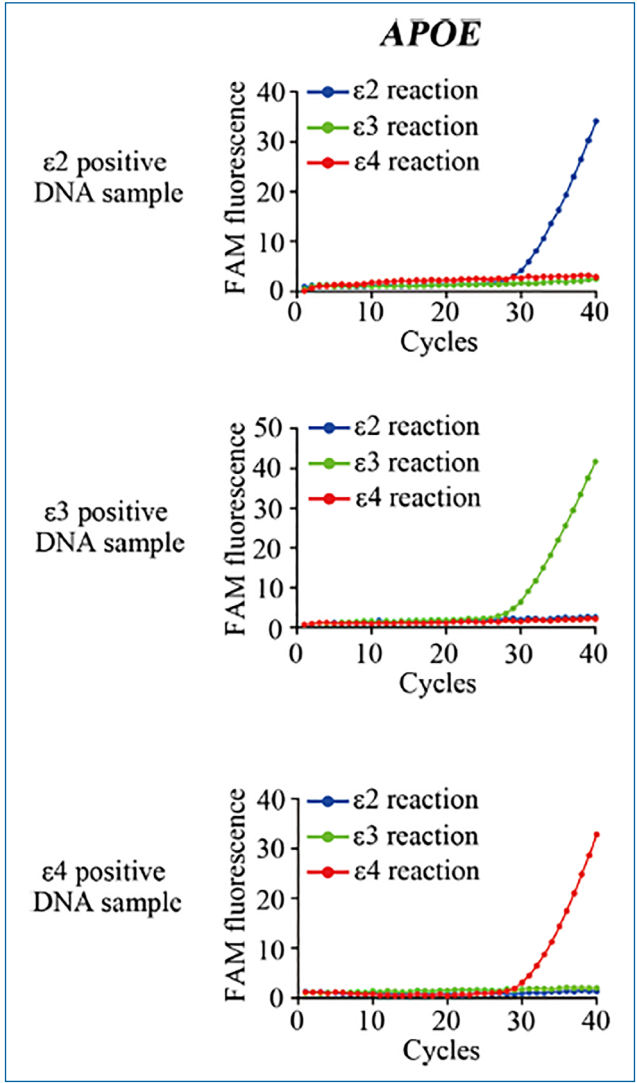 APOE
ε2 positive
DNA sample
FAM fluorescence
40
30
20
10
0
ε2 reaction
ε3 reaction
ε4 reaction
0 10 20 30 40
Cycles
ε3 positive
DNA sample
FAM fluorescence
50
40
30
20
10
0
ε2 reaction
ε3 reaction
ε4 reaction
0 10 20 30 40
Cycles
ε4 positive
DNA sample
FAM fluorescence
40
30
20
10
0
ε2 reaction
ε3 reaction
ε4 reaction
0 10 20 30 40
Cycles